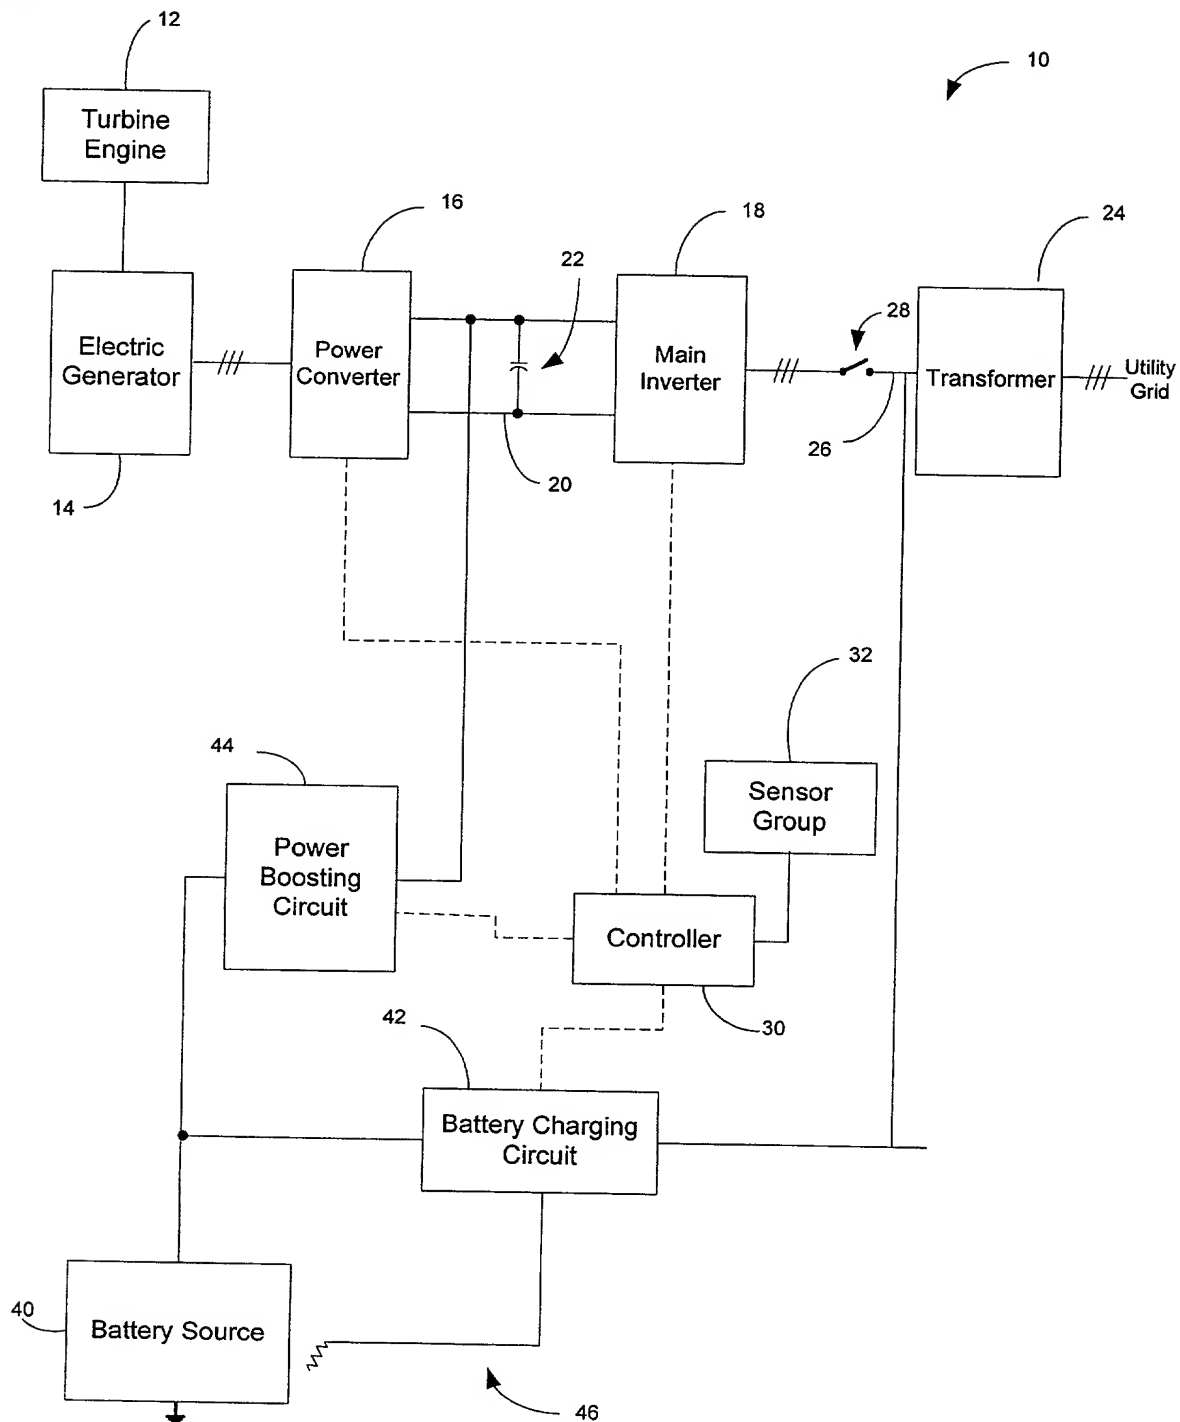 12
10
Turbine
Engine
16
18
24
22
28
Electric
Generator
Power
Converter
Main
Inverter
Transformer
Utility
Grid
26
14
20
32
44
Sensor
Group
Power
Boosting
Circuit
Controller
42
30
Battery Charging
Circuit
40
Battery Source
46